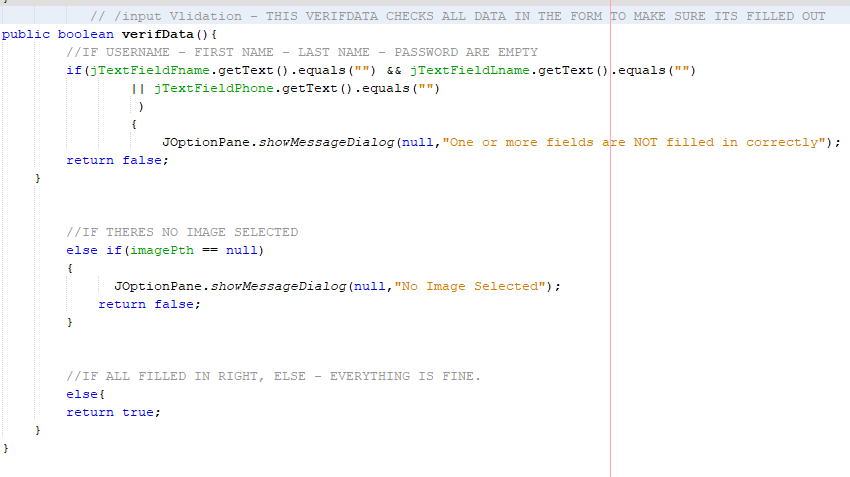 }
// /input Vlidation - THIS VERIFDATA CHECKS ALL DATA IN THE FORM TO MAKE SURE ITS FILLED OUT
public boolean verifData(){
//IF USERNAME - FIRST NAME - LAST NAME - PASSWORD ARE EMPTY
if(jTextFieldFname.getText().equals("") && jTextFieldLname.getText().equals("")
|| jTextFieldPhone.getText().equals("")
)
{
JOptionPane.showMessageDialog(null,"One or more fields are NOT filled in correctly");
return false;
}
//IF THERES NO IMAGE SELECTED
else if(imagePth == null)
{
JOptionPane.showMessageDialog(null,"No Image Selected");
return false;
}
//IF ALL FILLED IN RIGHT, ELSE - EVERYTHING IS FINE.
else{
return true;
}
}